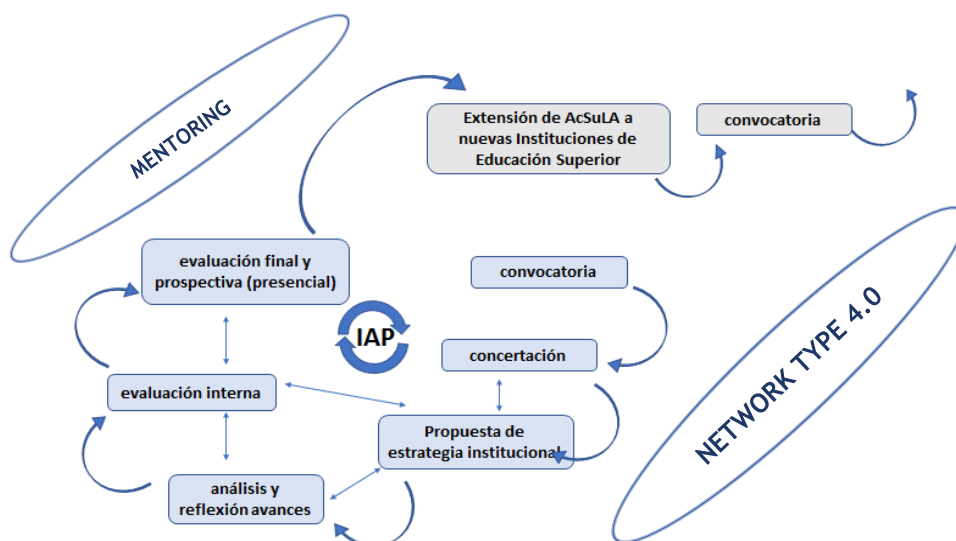 MENTORING
Extensión de AcSuLA a
nuevas Instituciones de
Educación Superior
convocatoria
evaluación final y
prospectiva (presencial)
convocatoria
IAP
concertación
evaluación interna
Propuesta de
estrategia institucional
análisis y
reflexión avances
NETWORK TYPE 4.0